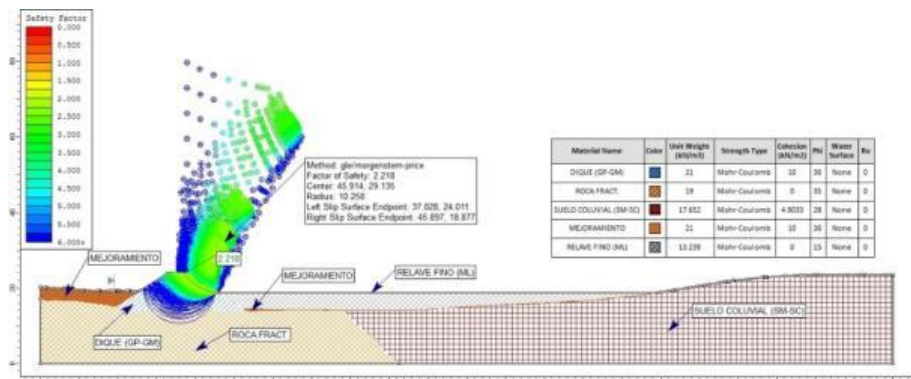 Safety Factor
0.000
0.500
1.000
1.500
2.000
2.500
3.000
3.500
4.000
4.500
5.000
5.500
6.000+
80
60
40
20
0
Method: gle/morgenstern-price
Factor of Safety: 2.218
Center: 45.914, 29.135
Radius: 10.258
Left Slip Surface Endpoint: 37.028, 24.011
Right Slip Surface Endpoint: 45.897, 18.877
2.218
Material Name Color Unit Weight (kN/m3) Strength Type Cohesion (kN/m2) Phi Water Surface Ru
DIQUE (GP-GM) 21 Mohr-Coulomb 10 36 None 0
ROCA FRACT. 19 Mohr-Coulomb 0 35 None 0
SUELO COLUVIAL (SM-SC) 17.652 Mohr-Coulomb 4.9033 28 None 0
MEJORAMIENTO 21 Mohr-Coulomb 10 36 None 0
RELAVE FINO (ML) 13.239 Mohr-Coulomb 0 15 None 0
MEJORAMIENTO
MEJORAMIENTO
RELAVE FINO (ML)
DIQUE (GP-GM)
ROCA FRACT.
SUELO COLUVIAL (SM-SC)